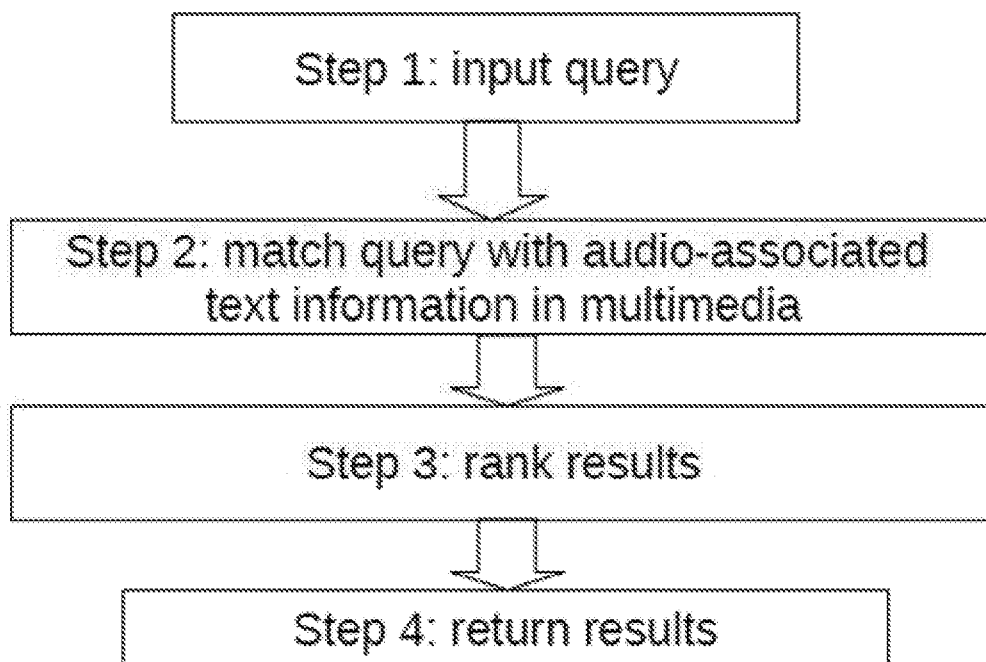 Step 1: input query
Step 2: match query with audio-associated
text information in multimedia
Step 3: rank results
Step 4: return results